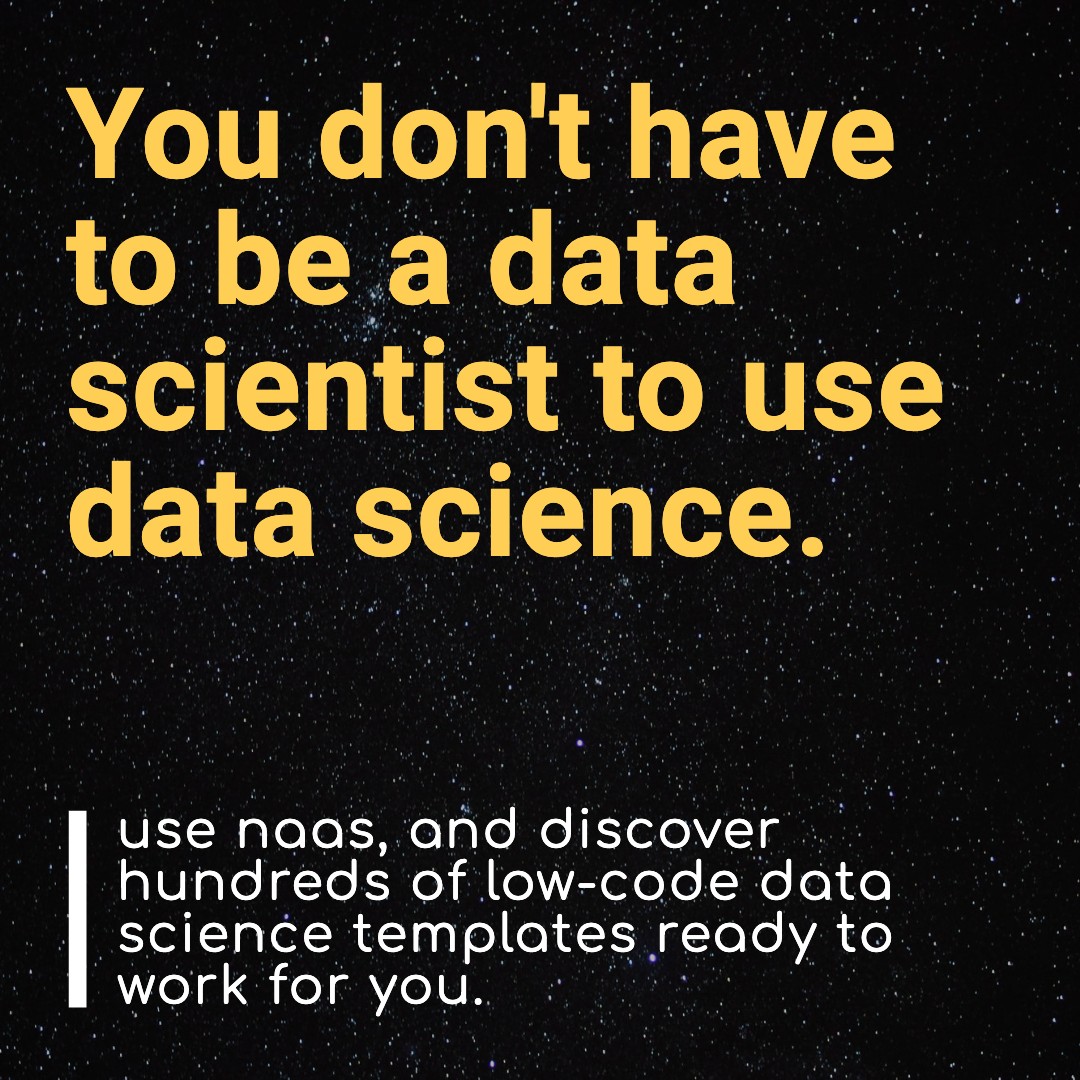 You don't have
to be a data
scientist to use
data science.
use naas, and discover
hundreds of low-code data
science templates ready to
work for you.